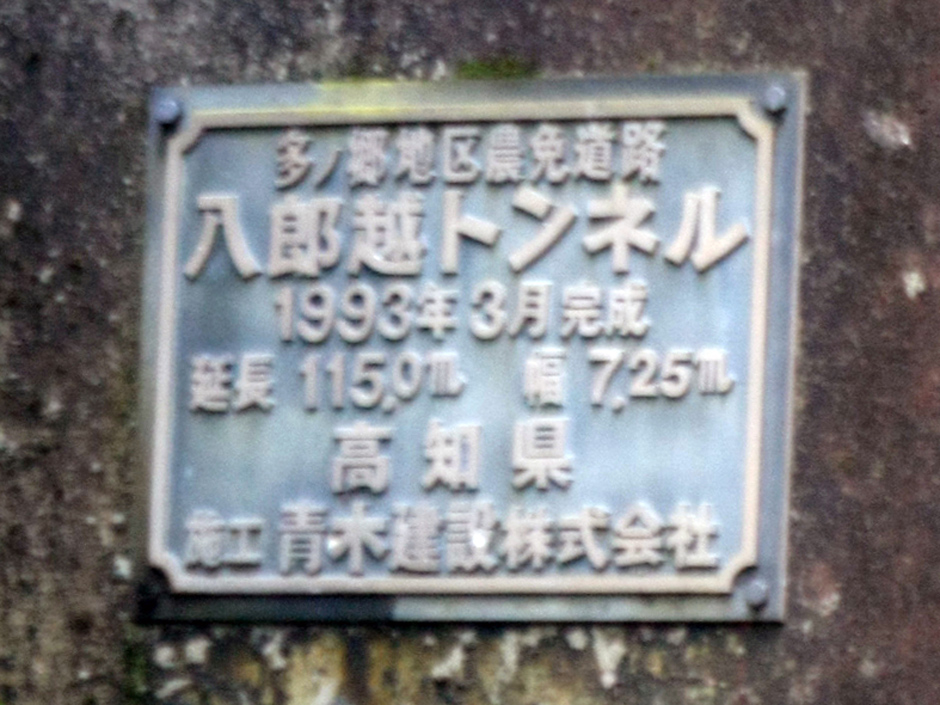 多ノ郷地区農免道路
八郎越トンネル
1993年3月完成
延長 115.0m 幅 7.25m
高知県
施工 青木建設株式会社